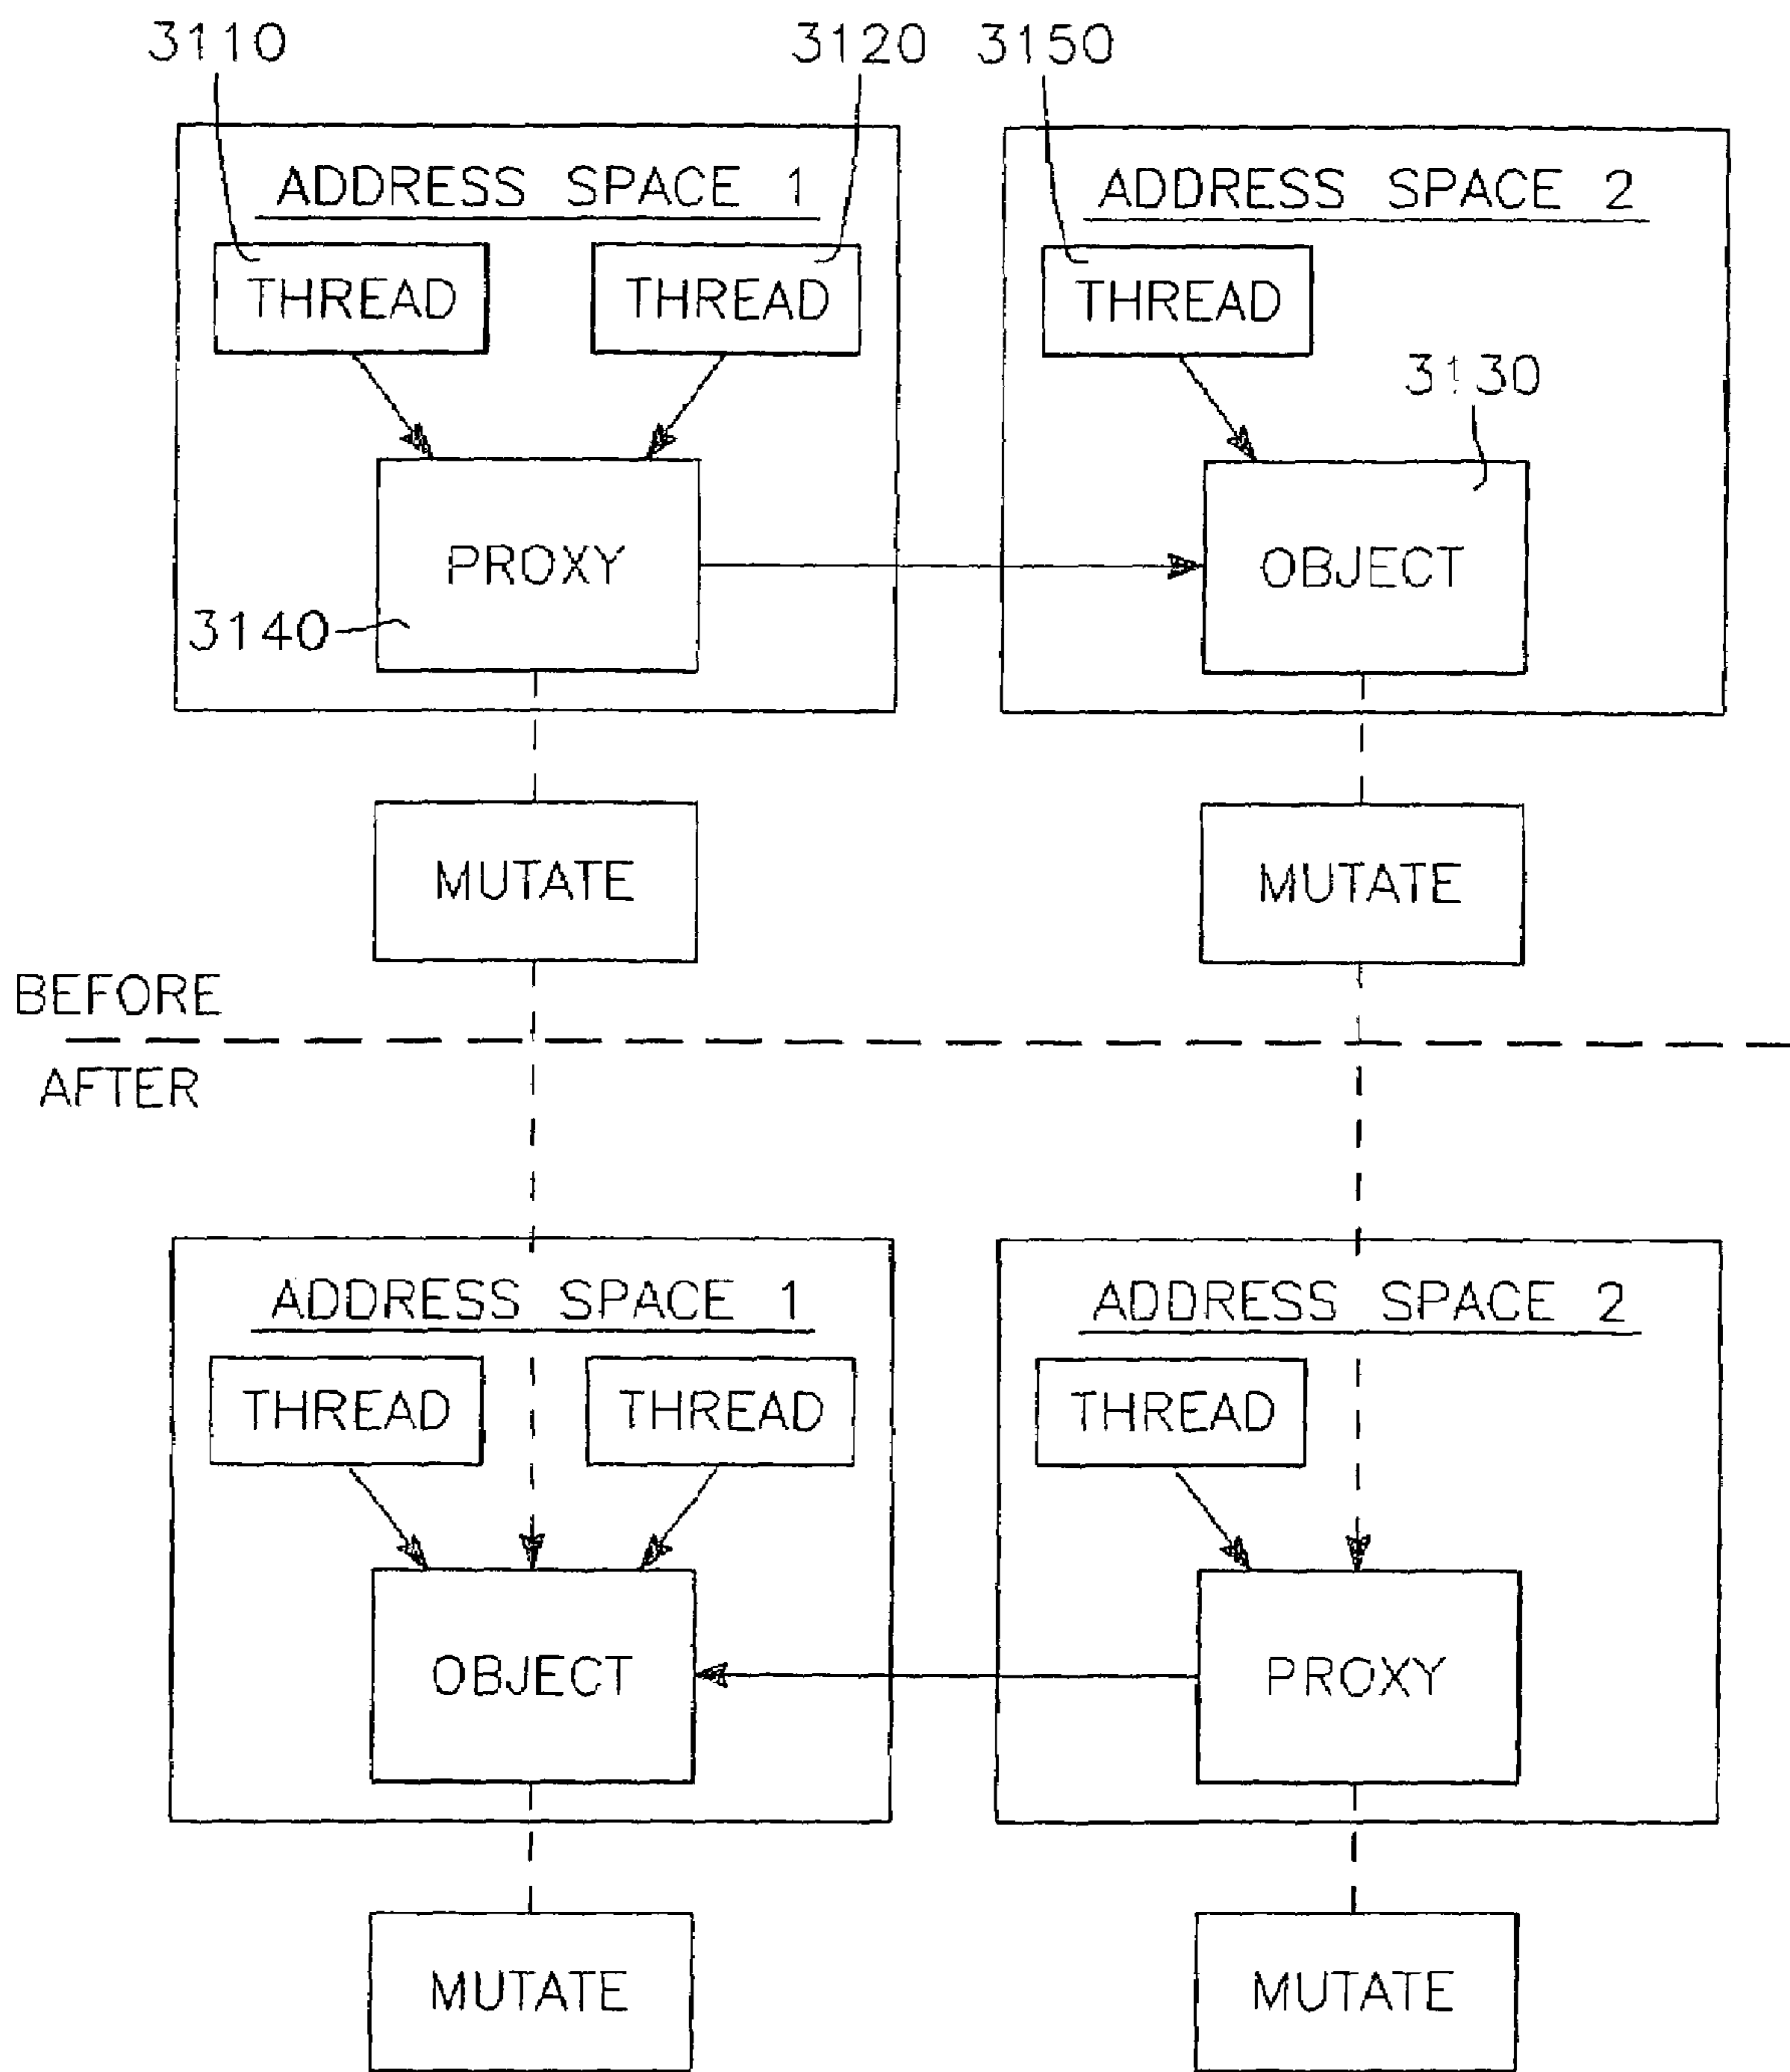 3110
3120
3150
ADDRESS SPACE 1
ADDRESS SPACE 2
THREAD
THREAD
THREAD
3130
PROXY
OBJECT
3140
MUTATE
MUTATE
BEFORE
AFTER
ADDRESS SPACE 1
ADDRESS SPACE 2
THREAD
THREAD
THREAD
OBJECT
PROXY
MUTATE
MUTATE